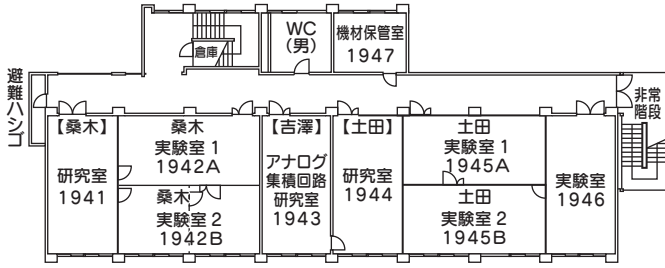 倉庫
WC
(男)
機材保管室
1947
避難ハシゴ
非常
階段
【桑木】
研究室
1941
桑木
実験室1
1942A
桑木
実験室2
1942B
【吉澤】
アナログ
集積回路
研究室
1943
【土田】
研究室
1944
土田
実験室1
1945A
土田
実験室2
1945B
実験室
1946